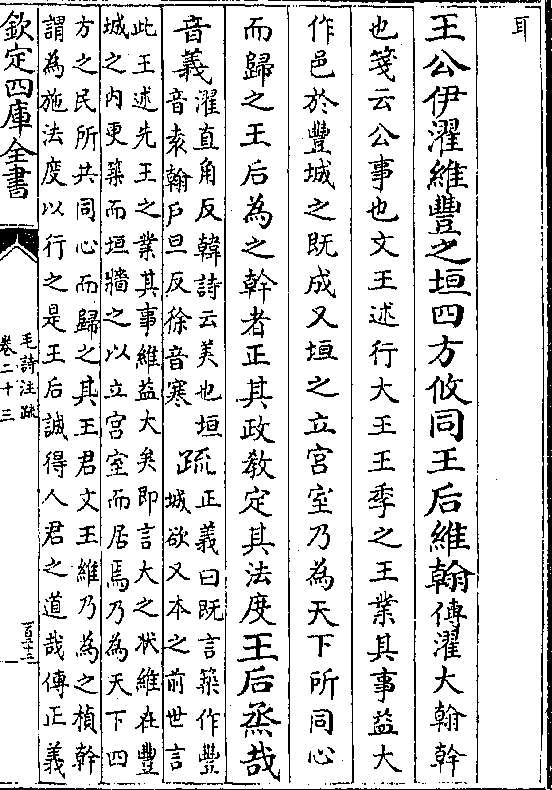 耳
王公伊濯維豐之垣四方攸同王后維翰傳濯大翰幹
也箋云公事也文王述行大王王季之王業其事益大
作邑於豐城之既成又垣之立宮室乃為天下所同心
而歸之王后為之幹者正其政教定其法度王后烝哉
音義濯直角反韓詩云美也垣
音袁翰戶旦反徐音寒
疏正義曰既言築作豐
城欲又本之前世言
此王述先王之業其事維益大矣即言大之狀維在豐
城之内更築而垣牆之以立宮室而居焉乃為天下四
方之民所共同心而歸之其王君文王維乃為之楨幹
謂為施法度以行之是王后誠得人君之道哉傳正義
欽定四庫全書
毛詩注疏
卷二十三